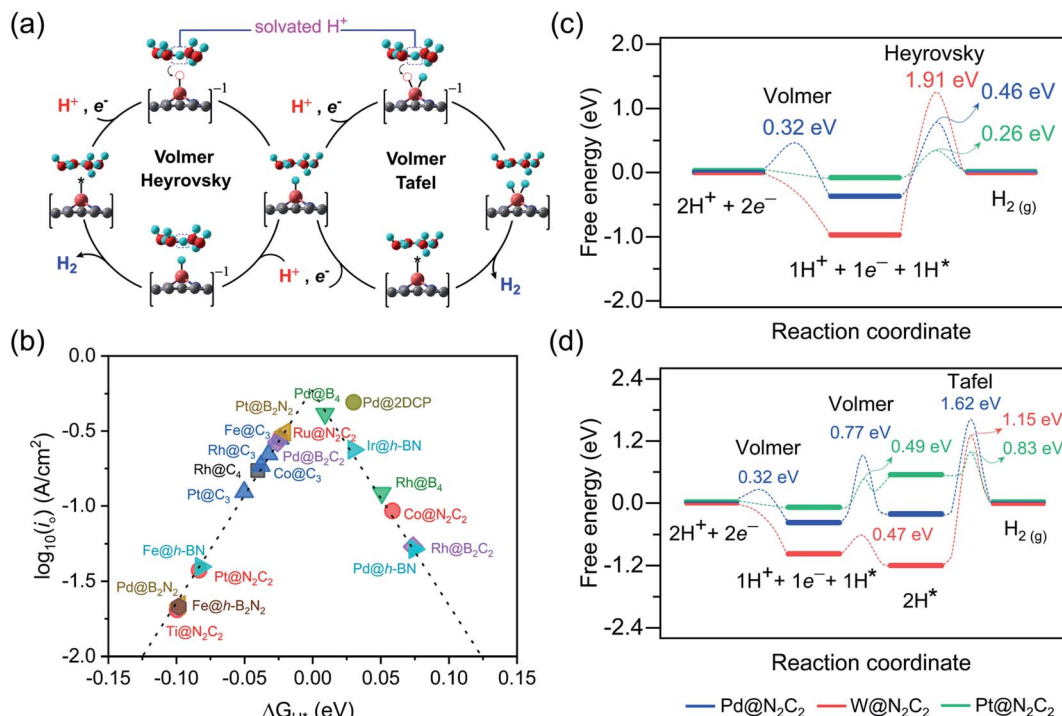 (a)
solvated H⁺
H⁺ , e⁻
-1
H⁺ , e⁻
-1
*
Volmer
Heyrovsky
Volmer
Tafel
*
-1
H₂
H⁺ , e⁻
H₂
(b)
log₁₀(i₀) (A/cm²)
0.0
-0.5
-1.0
-1.5
-2.0
Pd@B₄
Pt@B₂N₂
Pd@2DCP
Fe@C₃
Ru@N₂C₂
Rh@C₃
Pd@B₂C₂
Ir@h-BN
Rh@C₄
Co@C₃
Pt@C₃
Rh@B₄
Co@N₂C₂
Fe@h-BN
Rh@B₂C₂
Pt@N₂C₂
Pd@h-BN
Pd@B₂N₂
Fe@h-B₂N₂
Ti@N₂C₂
-0.15 -0.10 -0.05 0.00 0.05 0.10 0.15
ΔG_H* (eV)
(c)
Free energy (eV)
2.0
1.0
0.0
-1.0
-2.0
Heyrovsky
1.91 eV
Volmer
0.46 eV
0.32 eV
0.26 eV
2H⁺ + 2e⁻
H₂ (g)
1H⁺ + 1e⁻ + 1H*
Reaction coordinate
(d)
Free energy (eV)
2.4
1.2
0.0
-1.2
-2.4
Tafel
1.62 eV
Volmer
1.15 eV
0.77 eV
Volmer
0.49 eV
0.83 eV
0.32 eV
2H⁺ + 2e⁻
0.47 eV
H₂ (g)
1H⁺ + 1e⁻ + 1H*
2H*
Reaction coordinate
Pd@N₂C₂ W@N₂C₂ Pt@N₂C₂